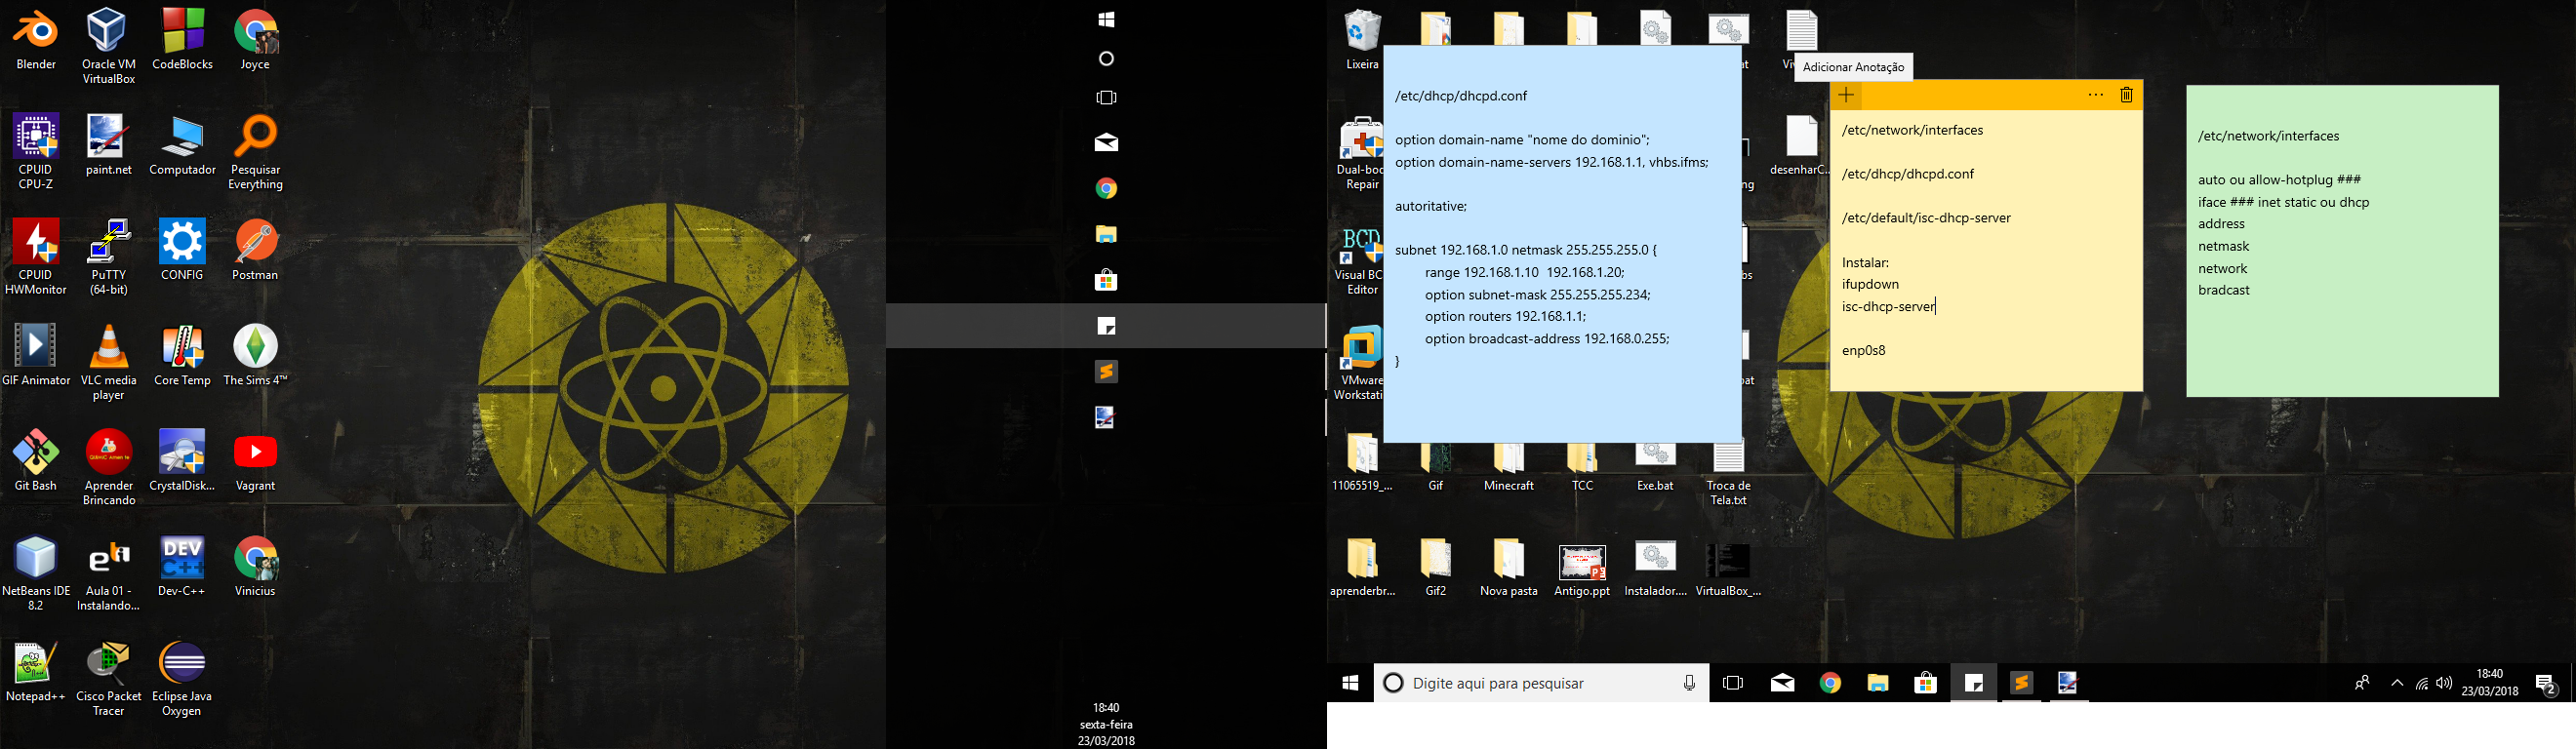 Blender
Oracle VM
VirtualBox
CodeBlocks
Joyce
CPUID
CPU-Z
paint.net
Computador
Pesquisar
Everything
CPUID
HWMonitor
PuTTY
(64-bit)
CONFIG
Postman
GIF Animator
VLC media
player
Core Temp
The Sims 4™
Git Bash
Aprender
Brincando
CrystalDisk...
Vagrant
NetBeans IDE
8.2
Aula 01 -
Instalando...
DEV
C++
Dev-C++
Vinicius
Notepad++
Cisco Packet
Tracer
Eclipse Java
Oxygen
18:40
sexta-feira
23/03/2018
Lixeira
Dual-boo
Repair
BCD
Visual BC
Editor
VMware
Workstati
/etc/dhcp/dhcpd.conf
option domain-name "nome do dominio";
option domain-name-servers 192.168.1.1, vhbs.ifms;
autoritative;
subnet 192.168.1.0 netmask 255.255.255.0 {
range 192.168.1.10  192.168.1.20;
option subnet-mask 255.255.255.234;
option routers 192.168.1.1;
option broadcast-address 192.168.0.255;
}
at
ng
bs
bat
desenharC...
Adicionar Anotação
/etc/network/interfaces
/etc/dhcp/dhcpd.conf
/etc/default/isc-dhcp-server
Instalar:
ifupdown
isc-dhcp-server
enp0s8
/etc/network/interfaces
auto ou allow-hotplug ###
iface ### inet static ou dhcp
address
netmask
network
bradcast
11065519_...
Gif
Minecraft
TCC
Exe.bat
Troca de
Tela.txt
aprenderbr...
Gif2
Nova pasta
Antigo.ppt
Instalador....
VirtualBox_...
Digite aqui para pesquisar
18:40
23/03/2018
2